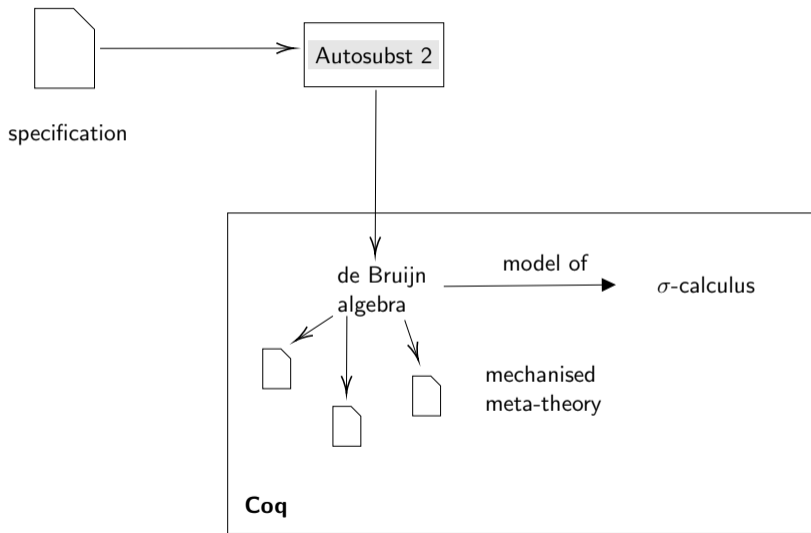 Autosubst 2
specification
de Bruijn
algebra
model of
σ-calculus
mechanised
meta-theory
Coq